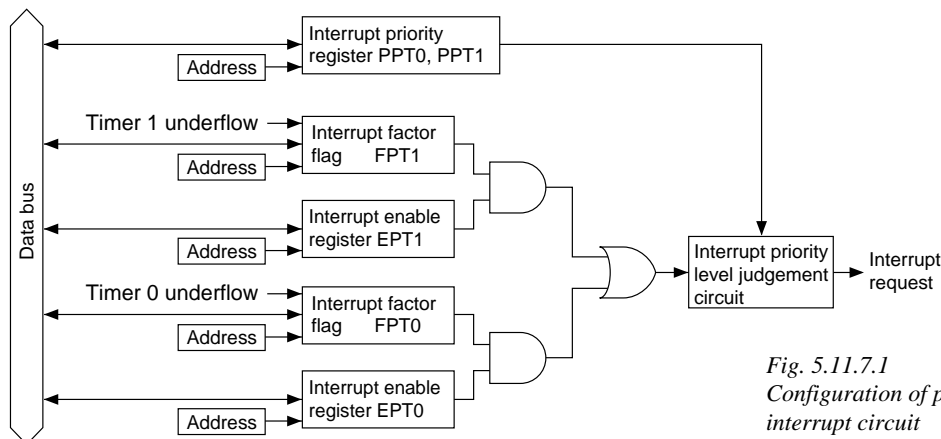 Data bus
Interrupt priority
register PPT0, PPT1
Address
Timer 1 underflow
Interrupt factor
flag FPT1
Address
Interrupt enable
register EPT1
Address
Timer 0 underflow
Interrupt factor
flag FPT0
Address
Interrupt enable
register EPT0
Address
Interrupt priority
level judgement
circuit
Interrupt
request
Fig. 5.11.7.1
Configuration of p
interrupt circuit